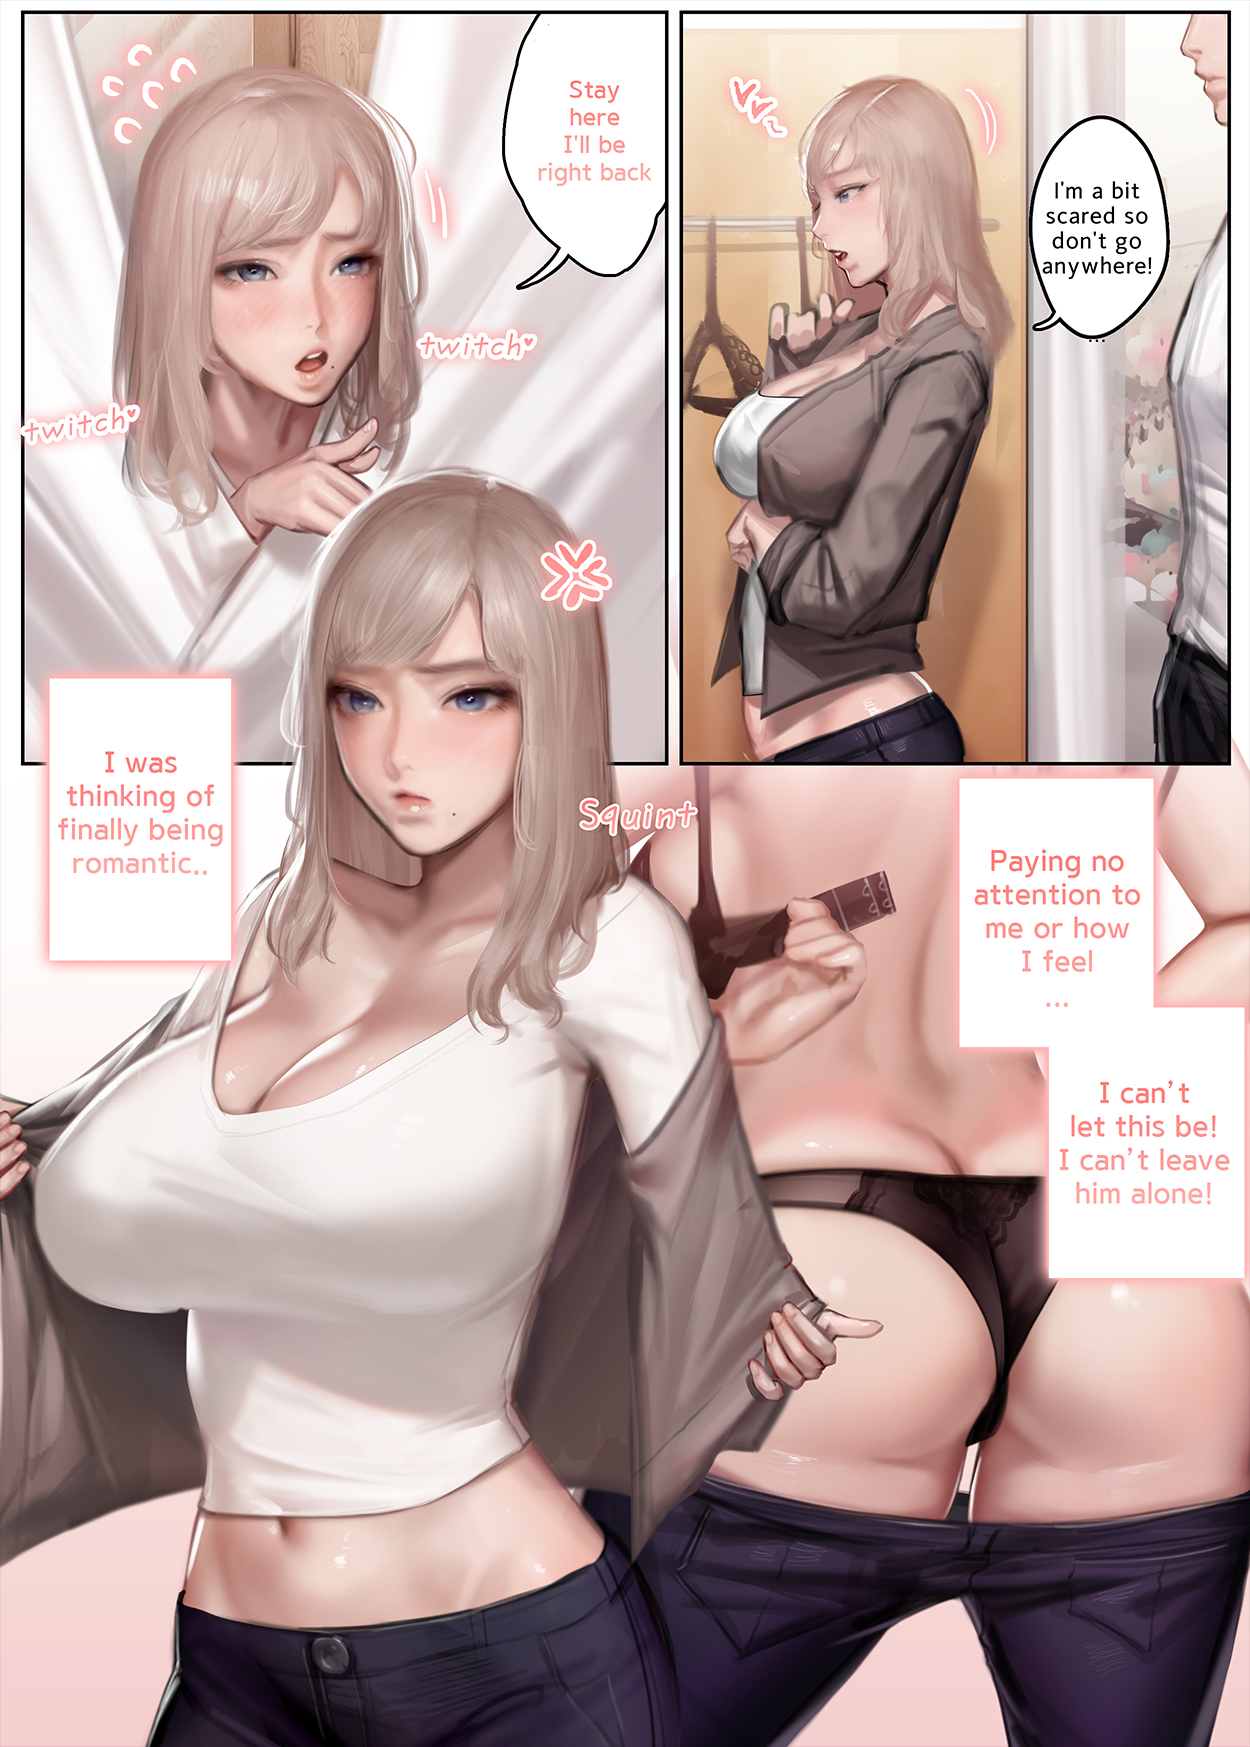 Stay
here
I'll be
right back
twitch♥
twitch♥
I'm a bit
scared so
don't go
anywhere!
...
I was
thinking of
finally being
romantic..
Squint
Paying no
attention to
me or how
I feel
...
I can't
let this be!
I can't leave
him alone!